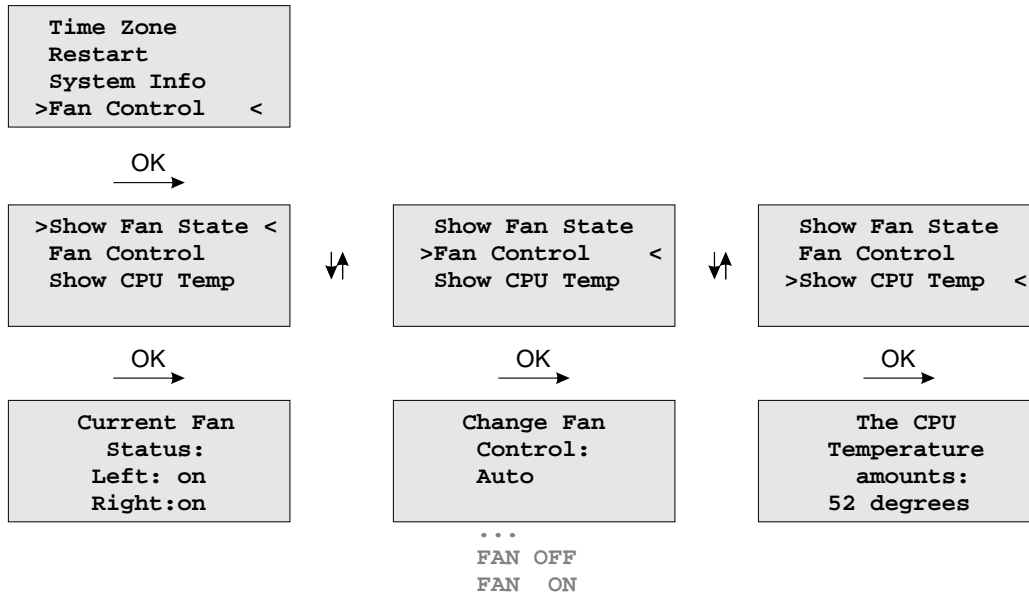 Time Zone
Restart
System Info
>Fan Control <
OK
>Show Fan State <
Fan Control
Show CPU Temp
Show Fan State
>Fan Control <
Show CPU Temp
Show Fan State
Fan Control
>Show CPU Temp <
OK
OK
OK
Current Fan
Status:
Left: on
Right:on
Change Fan
Control:
Auto
The CPU
Temperature
amounts:
52 degrees
...
FAN OFF
FAN ON